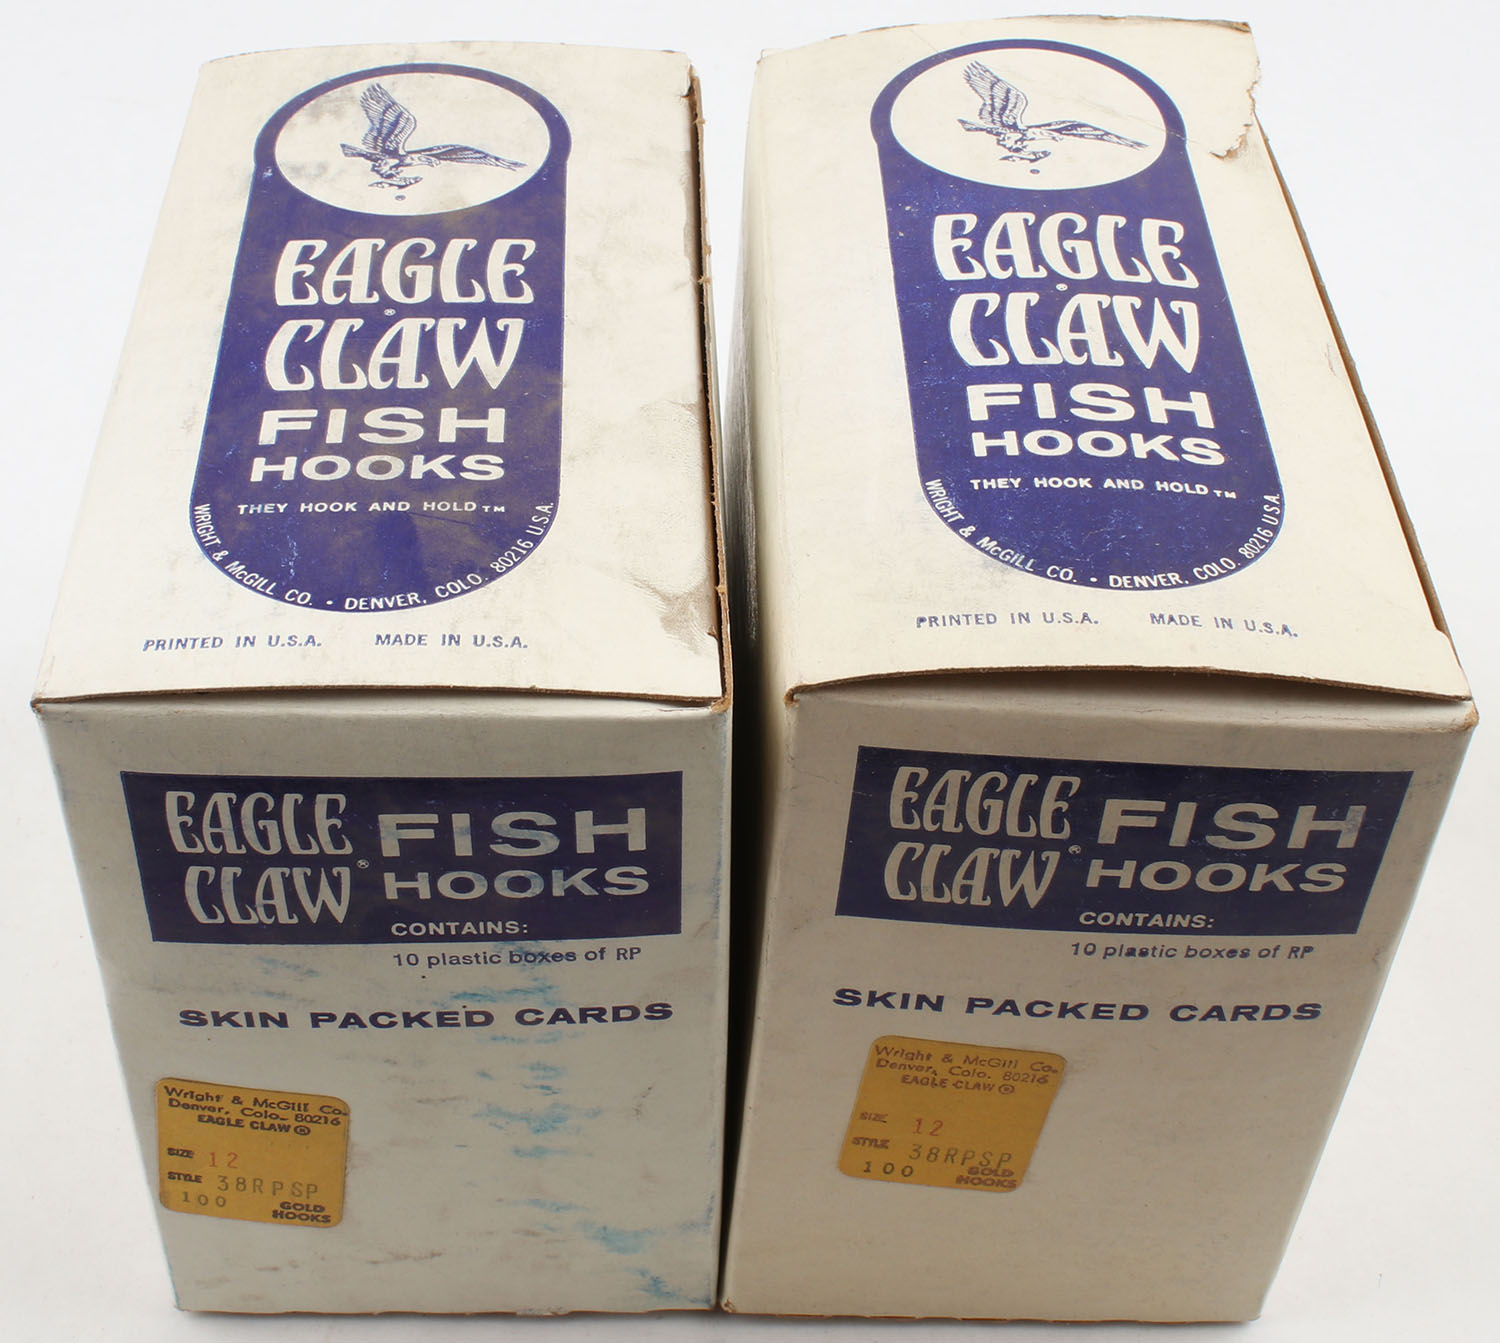 EAGLE
CLAW ®
FISH
HOOKS
THEY HOOK AND HOLD™
WRIGHT & McGILL CO. • DENVER, COLO. 80216 U.S.A.
PRINTED IN U.S.A. MADE IN U.S.A.
EAGLE
CLAW ®
FISH
HOOKS
CONTAINS:
10 plastic boxes of RP
SKIN PACKED CARDS
Wright & McGill Co.
Denver, Colo. 80216
EAGLE CLAW ®
SIZE 12
STYLE 38RPSP
100 GOLD
HOOKS
EAGLE
CLAW ®
FISH
HOOKS
THEY HOOK AND HOLD™
WRIGHT & McGILL CO. • DENVER, COLO. 80216 U.S.A.
PRINTED IN U.S.A. MADE IN U.S.A.
EAGLE
CLAW ®
FISH
HOOKS
CONTAINS:
10 plastic boxes of RP
SKIN PACKED CARDS
Wright & McGill Co.
Denver, Colo. 80216
EAGLE CLAW ®
SIZE 12
STYLE 38RPSP
100 GOLD
HOOKS